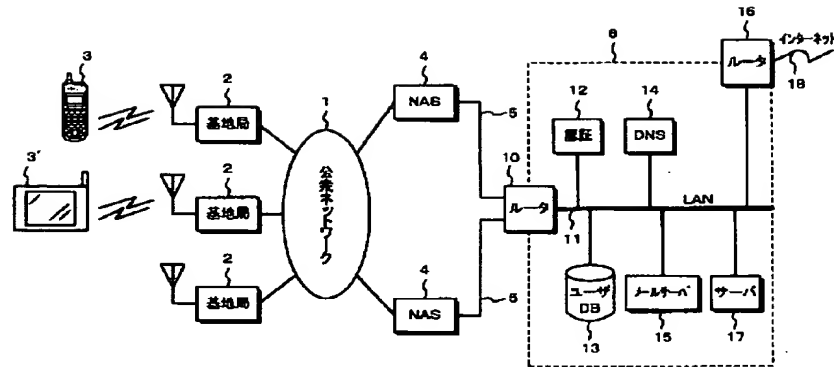 3
2
基地局
3'
2
基地局
2
基地局
1
公衆ネットワーク
4
NAS
5
4
NAS
5
6
10
ルータ
11
12
認証
14
DNS
LAN
ユーザ
DB
13
メールサーバ
15
サーバ
17
16
ルータ
インターネット
18